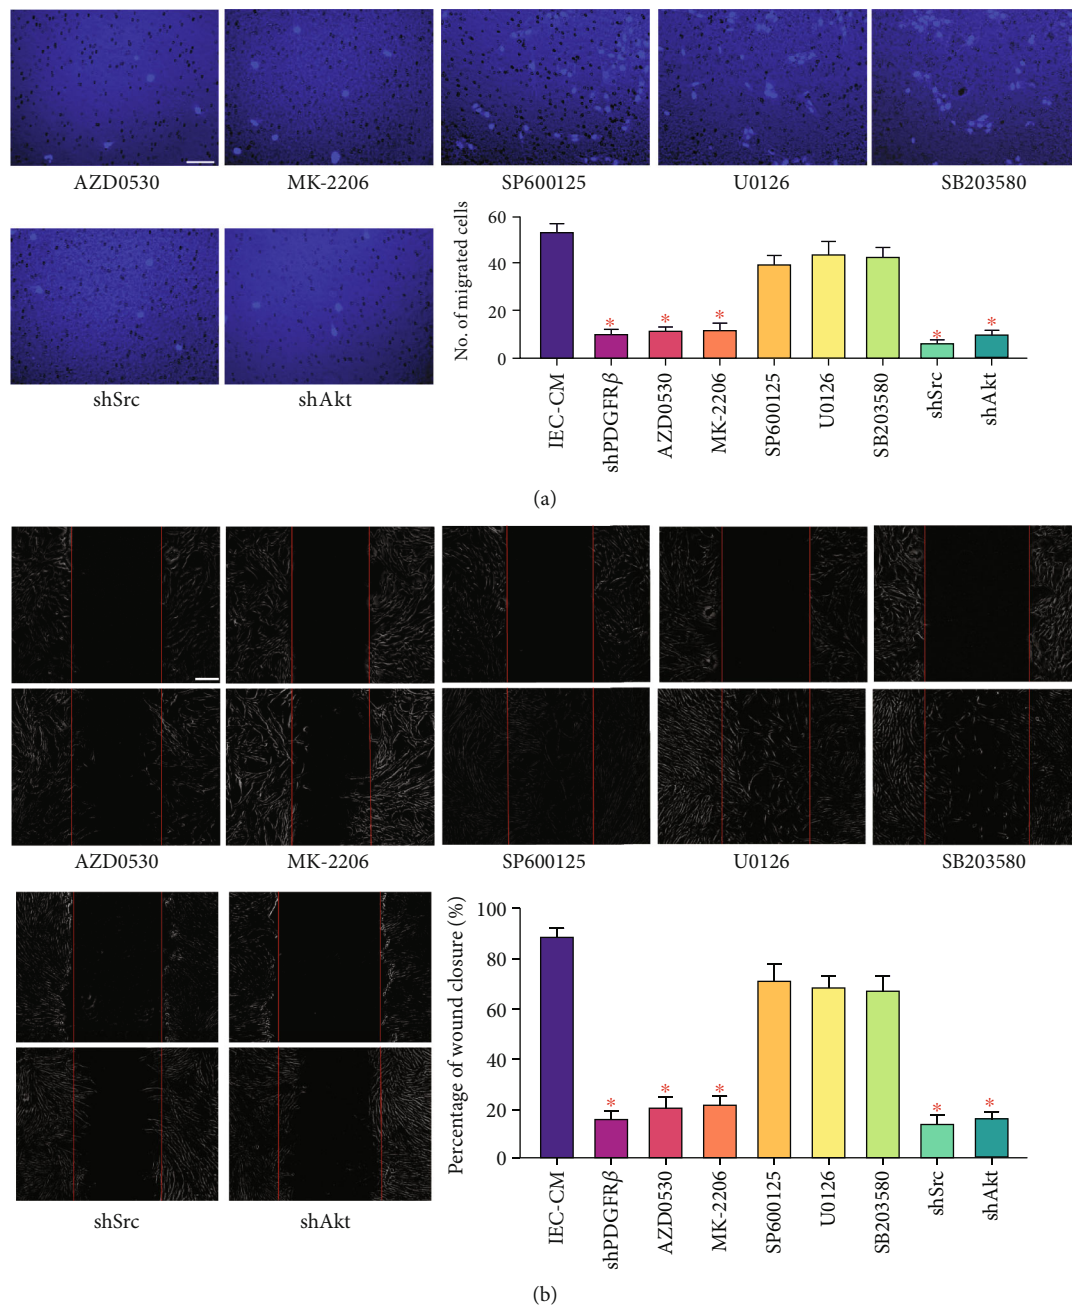 AZD0530 MK-2206 SP600125 U0126 SB203580
shSrc shAkt
No. of migrated cells
60
40
20
0
IEC-CM shPDGFRβ AZD0530 MK-2206 SP600125 U0126 SB203580 shSrc shAkt
* * * * *
(a)
AZD0530 MK-2206 SP600125 U0126 SB203580
shSrc shAkt
Percentage of wound closure (%)
100
80
60
40
20
0
IEC-CM shPDGFRβ AZD0530 MK-2206 SP600125 U0126 SB203580 shSrc shAkt
* * * * *
(b)